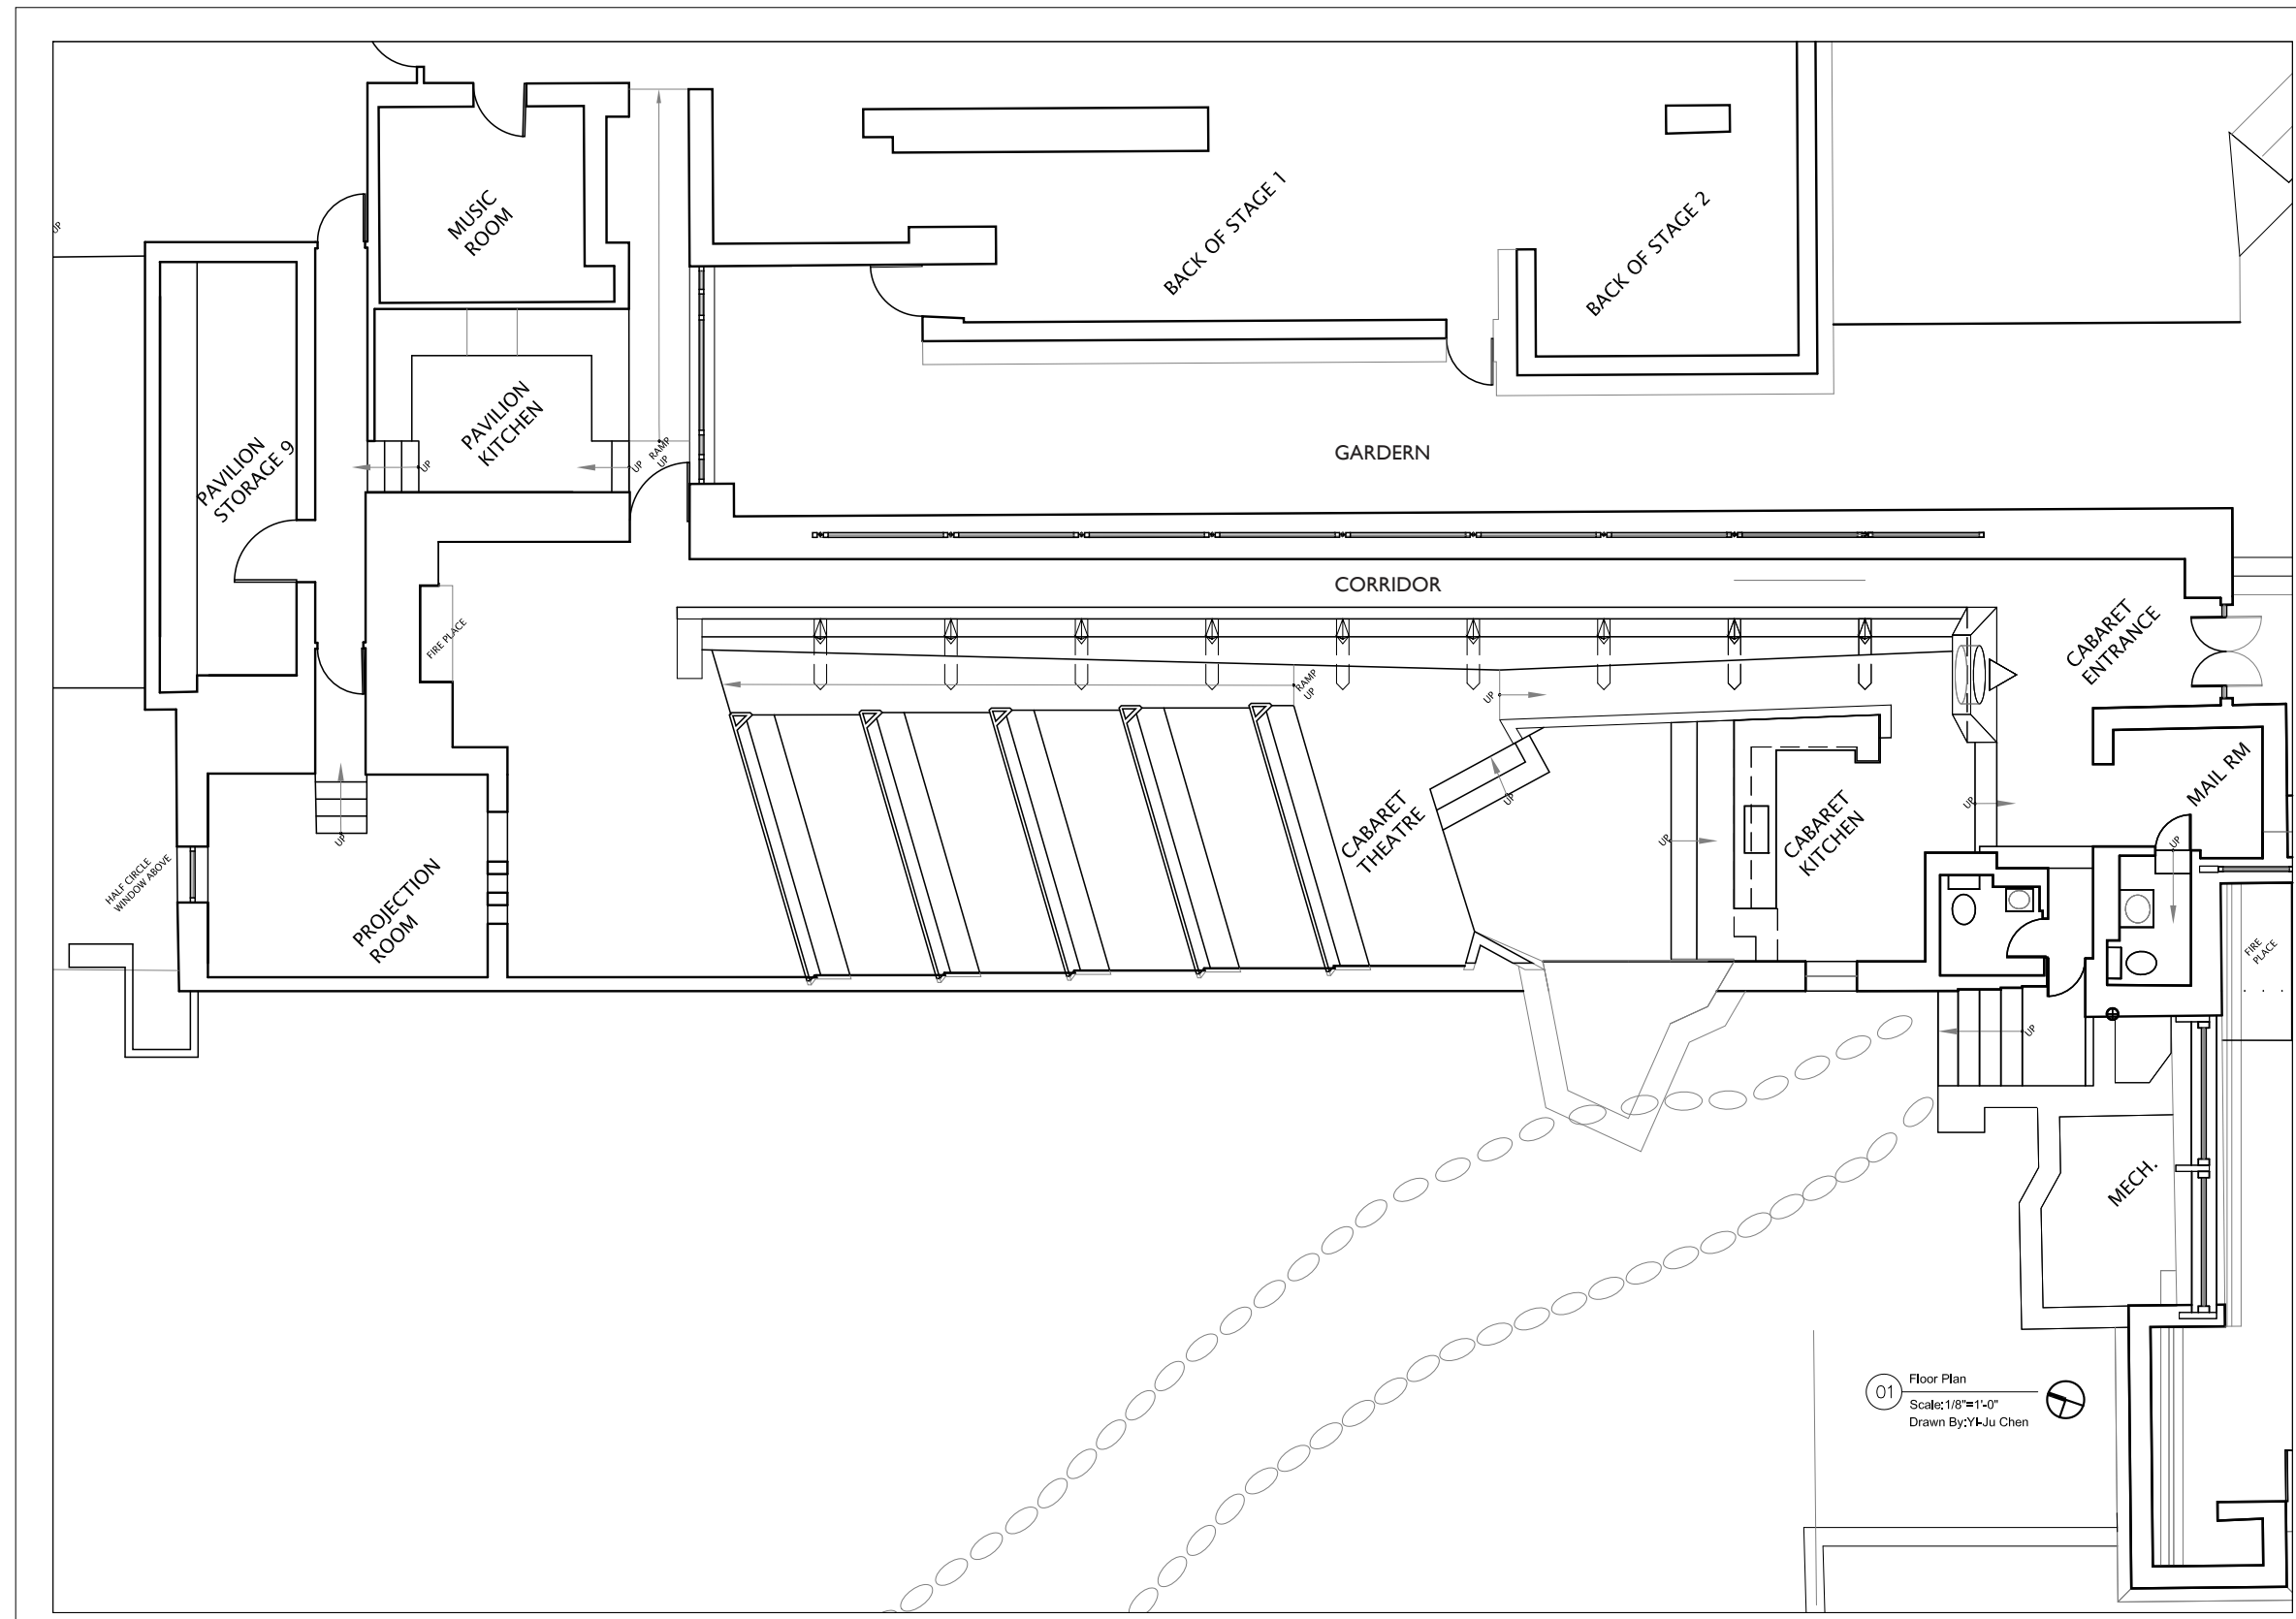 UP
MUSIC
ROOM
BACK OF STAGE 1
BACK OF STAGE 2
PAVILION
STORAGE 9
PAVILION
KITCHEN
UP
UP
RAMP
UP
GARDERN
CORRIDOR
FIRE PLACE
RAMP
UP
UP
CABARET
ENTRANCE
MAIL RM
UP
CABARET
THEATRE
UP
CABARET
KITCHEN
UP
UP
UP
HALF CIRCLE
WINDOW ABOVE
PROJECTION
ROOM
FIRE
PLACE
UP
MECH.
01
Floor Plan
Scale:1/8"=1'-0"
Drawn By:YI-Ju Chen